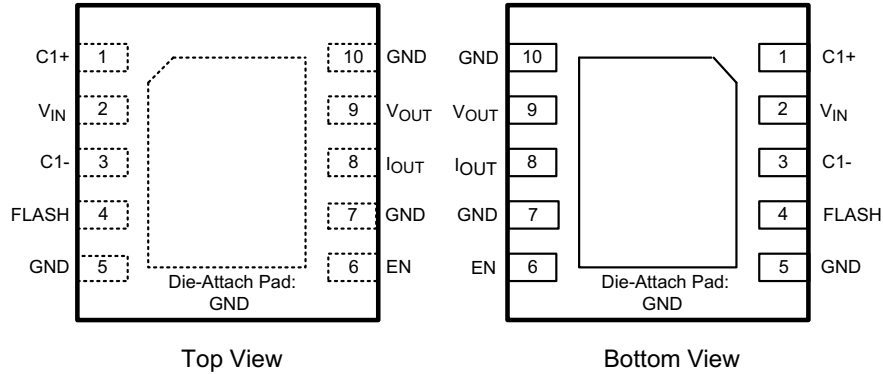 C1+ 1 10 GND
VIN 2 9 VOUT
C1- 3 8 IOUT
FLASH 4 7 GND
GND 5 6 EN
Die-Attach Pad:
GND
Top View
GND 10 1 C1+
VOUT 9 2 VIN
IOUT 8 3 C1-
GND 7 4 FLASH
EN 6 5 GND
Die-Attach Pad:
GND
Bottom View